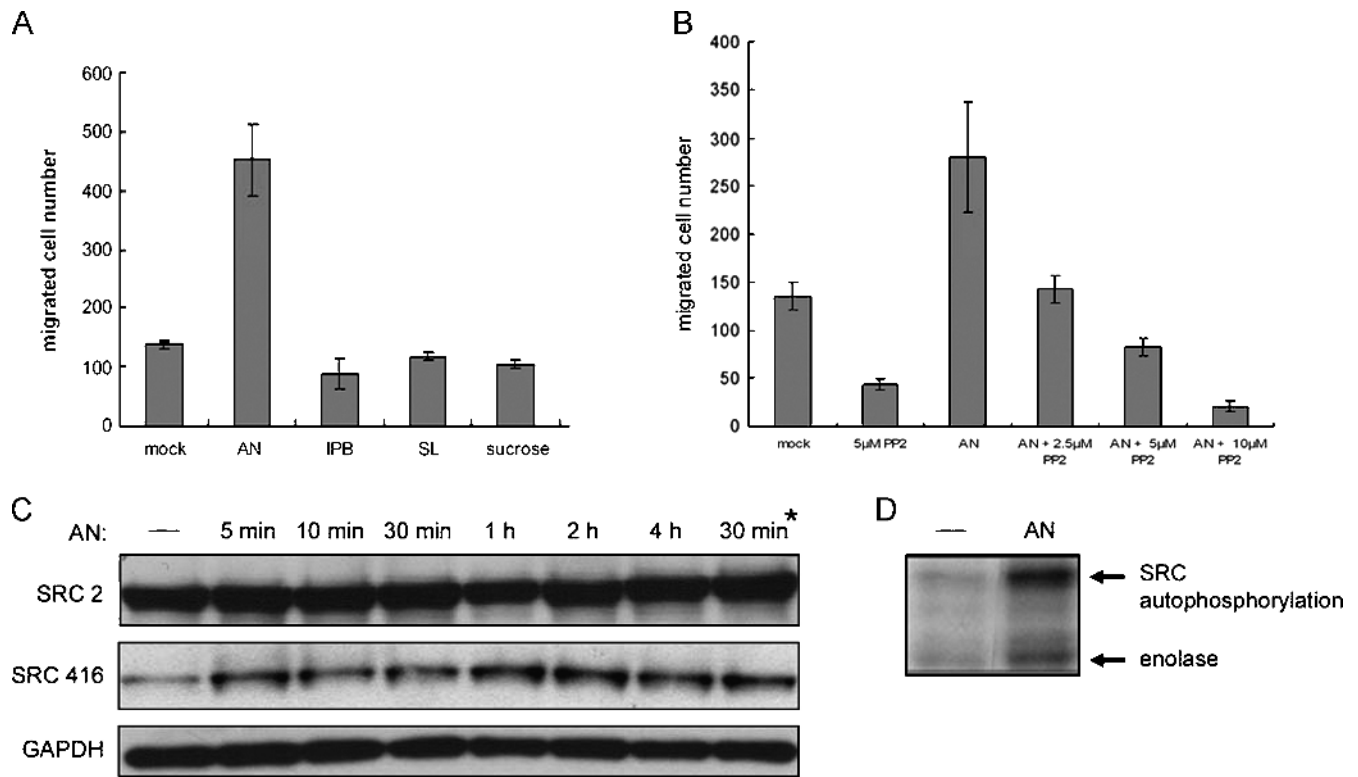 A
migrated cell number
600
500
400
300
200
100
0
mock AN IPB SL sucrose
B
migrated cell number
400
350
300
250
200
150
100
50
0
mock 5µM PP2 AN AN + 2.5µM AN + 5µM AN + 10µM
PP2 PP2 PP2
C
AN: — 5 min 10 min 30 min 1 h 2 h 4 h 30 min*
SRC 2
SRC 416
GAPDH
D
— AN
SRC
autophosphorylation
enolase